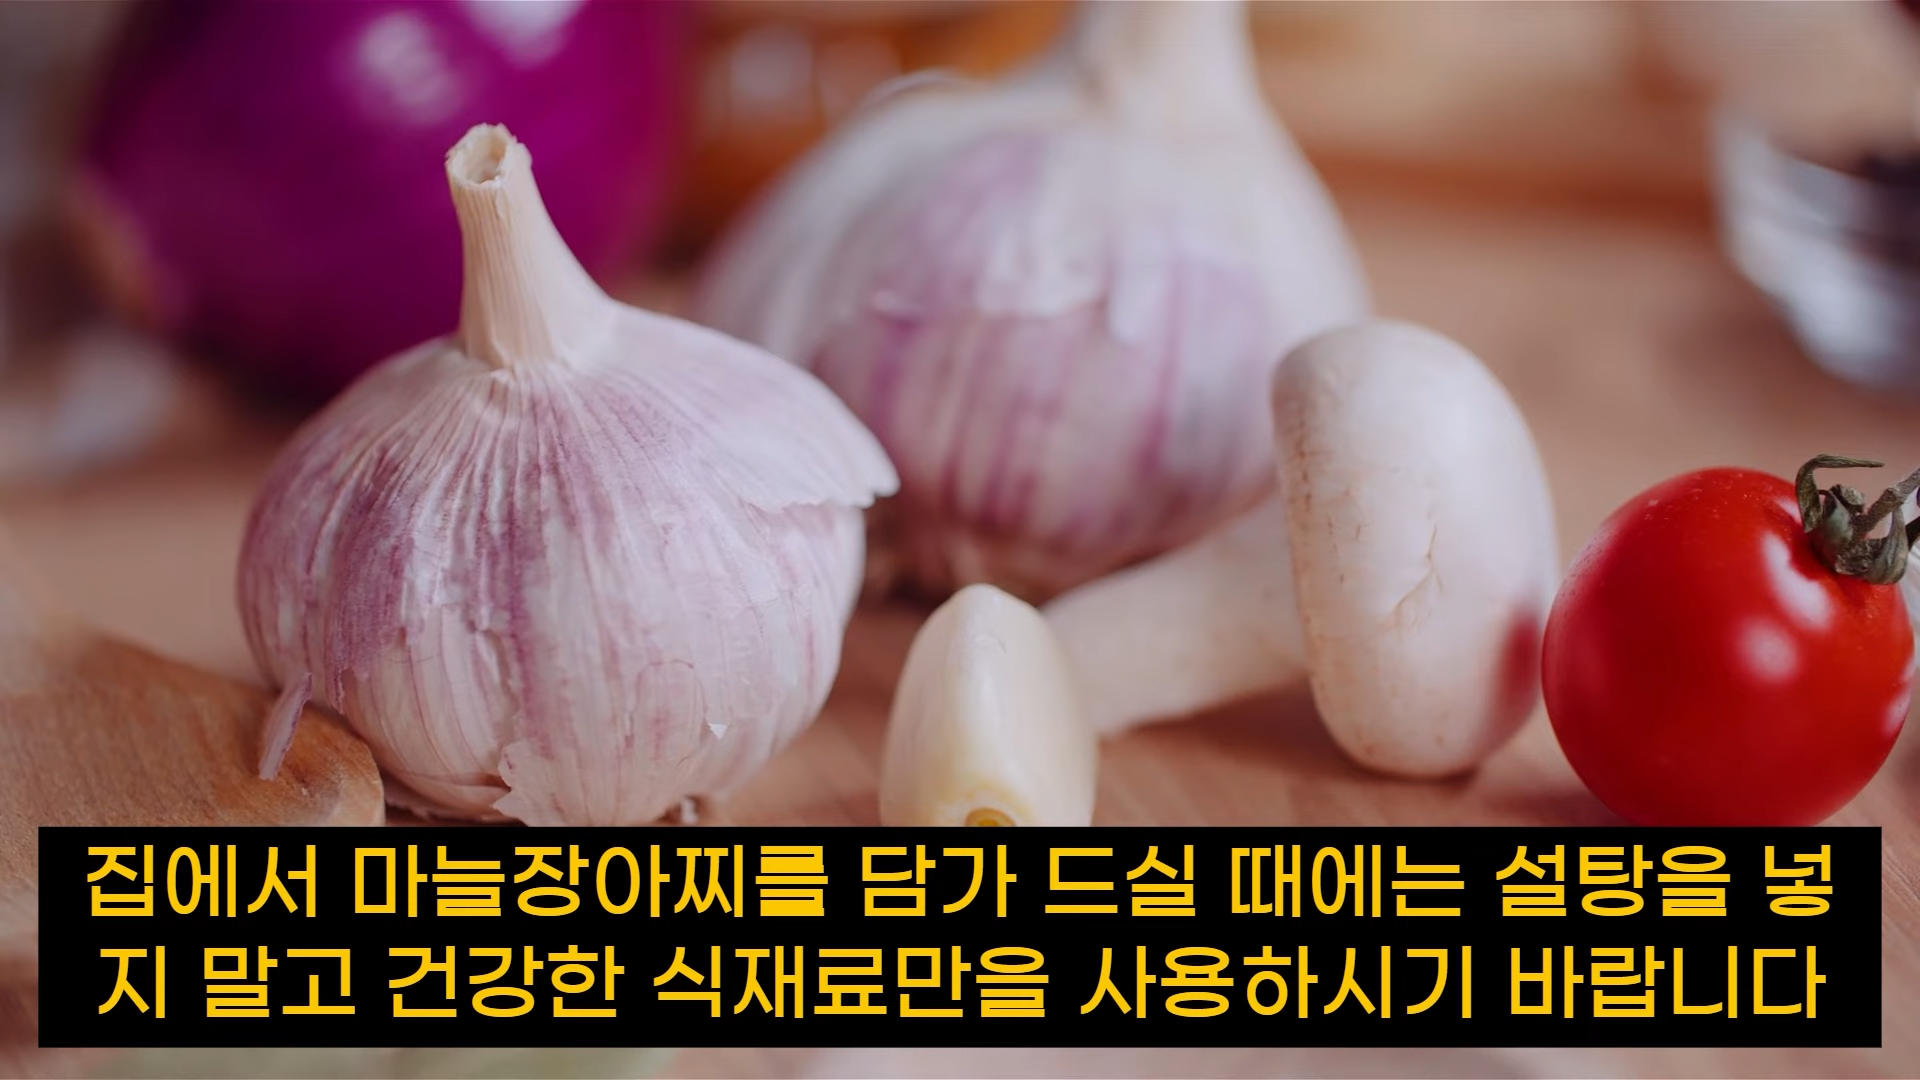 집에서 마늘장아찌를 담가 드실 때에는 설탕을 넣
지 말고 건강한 식재료만을 사용하시기 바랍니다